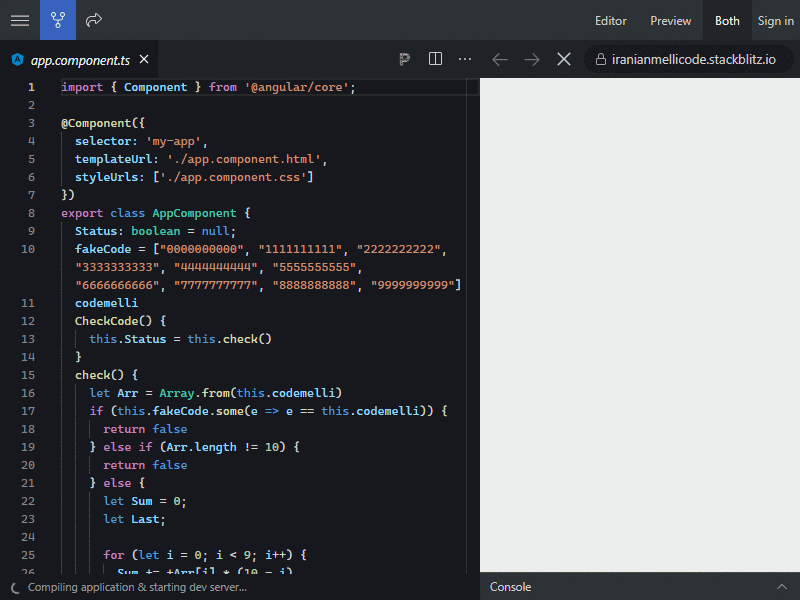 Editor Preview Both Sign in
app.component.ts
iranianmellicode.stackblitz.io
1 import { Component } from '@angular/core';
2
3 @Component({
4 selector: 'my-app',
5 templateUrl: './app.component.html',
6 styleUrls: ['./app.component.css']
7 })
8 export class AppComponent {
9 Status: boolean = null;
10 fakeCode = ["0000000000", "1111111111", "2222222222",
"3333333333", "4444444444", "5555555555",
"6666666666", "7777777777", "8888888888", "9999999999"]
11 codemelli
12 CheckCode() {
13 this.Status = this.check()
14 }
15 check() {
16 let Arr = Array.from(this.codemelli)
17 if (this.fakeCode.some(e => e == this.codemelli)) {
18 return false
19 } else if (Arr.length != 10) {
20 return false
21 } else {
22 let Sum = 0;
23 let Last;
24
25 for (let i = 0; i < 9; i++) {
26 Sum += +Arr[i] * (10 - i)
Compiling application & starting dev server...
Console